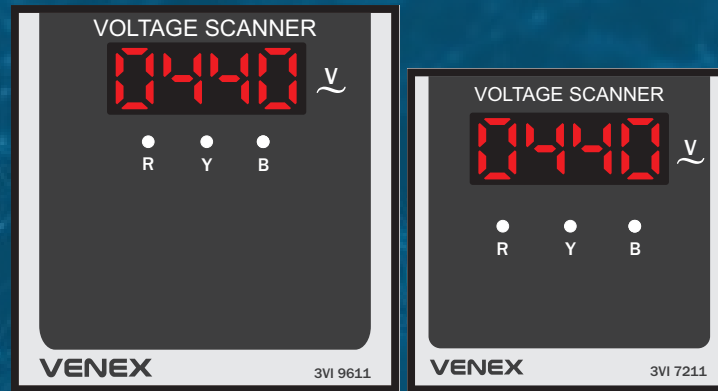 VOLTAGE SCANNER
0440 V
R Y B
VENEX 3VI 9611
VOLTAGE SCANNER
0440 V
R Y B
VENEX 3VI 7211